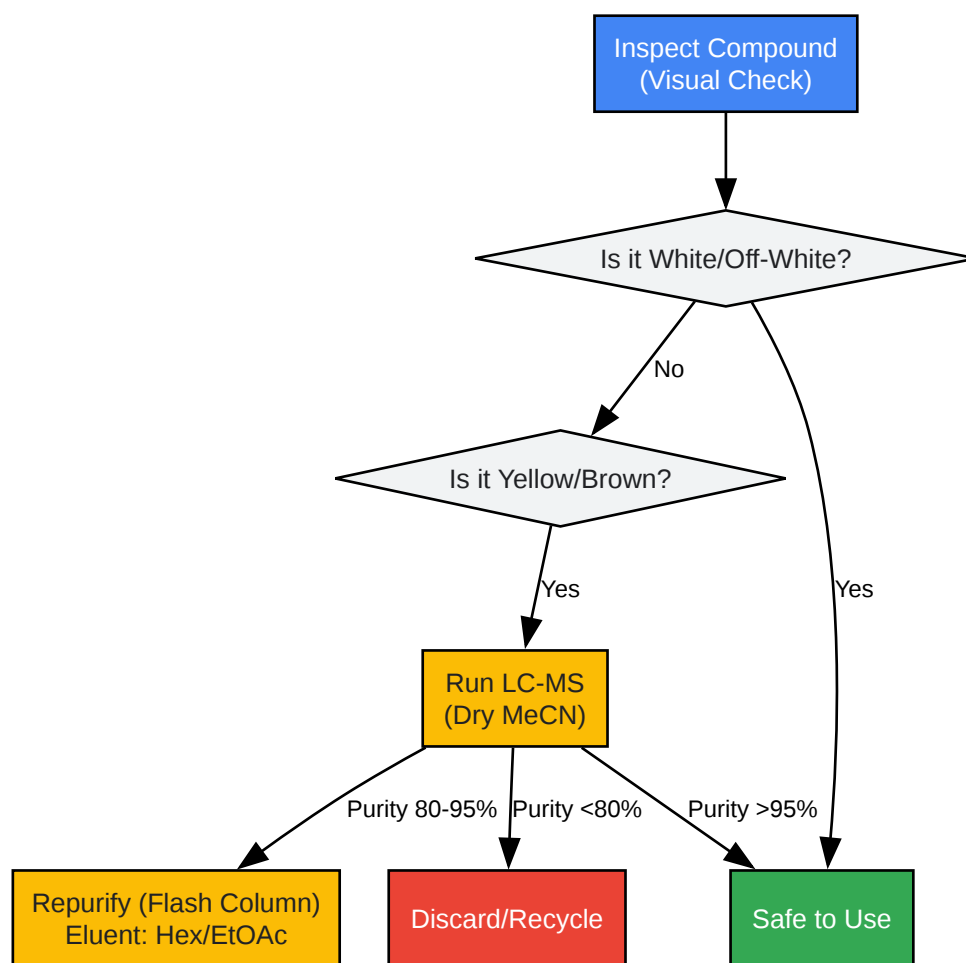 Inspect Compound
(Visual Check)
Is it White/Off-White?
No
Is it Yellow/Brown?
Yes
Yes
Run LC-MS
(Dry MeCN)
Purity 80-95%
Purity <80%
Purity >95%
Repurify (Flash Column)
Eluent: Hex/EtOAc
Discard/Recycle
Safe to Use